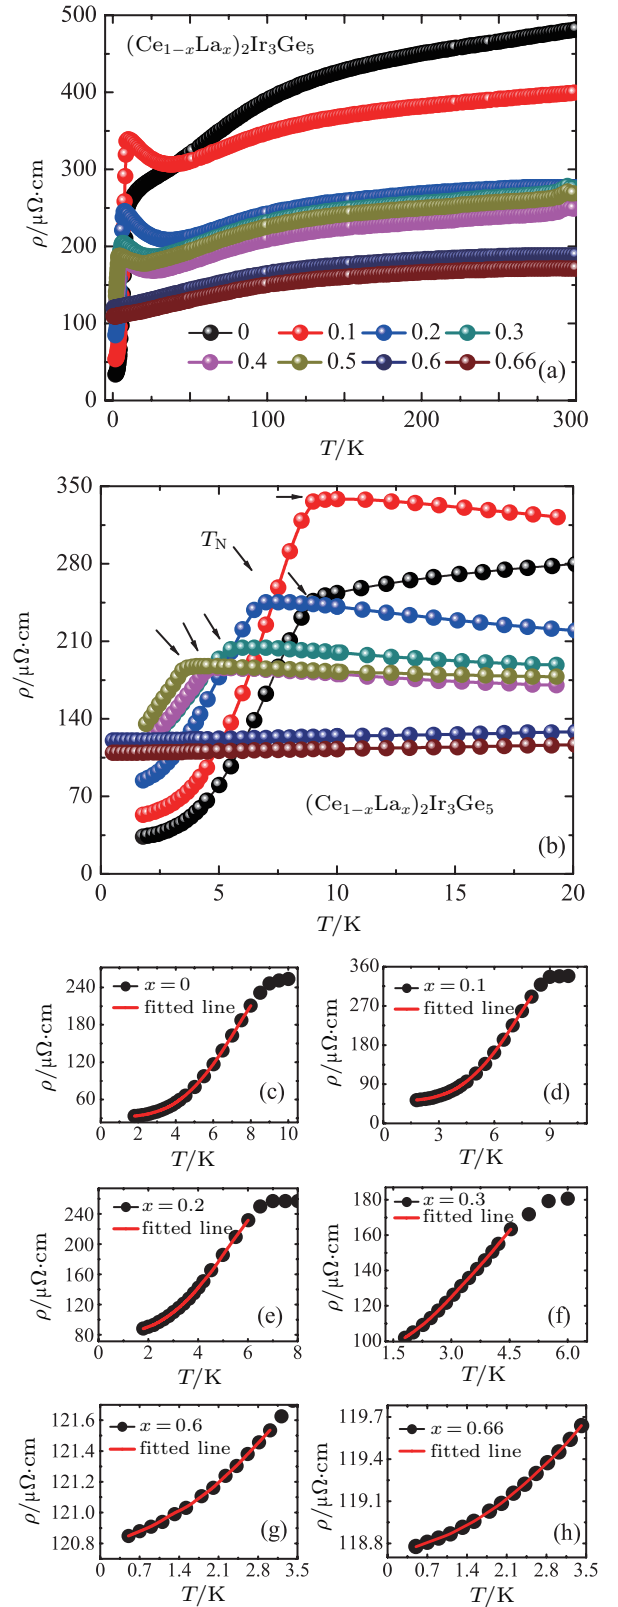 500
400
300
200
100
0
ρ/μΩ·cm
(Ce1−xLax)2Ir3Ge5
0 0.1 0.2 0.3
0.4 0.5 0.6 0.66
(a)
0 100 200 300
T/K
350
280
210
140
70
0
ρ/μΩ·cm
TN
(Ce1−xLax)2Ir3Ge5
(b)
0 5 10 15 20
T/K
240
180
120
60
ρ/μΩ·cm
x=0
fitted line
(c)
0 2 4 6 8 10
T/K
360
270
180
90
0
ρ/μΩ·cm
x=0.1
fitted line
(d)
0 3 6 9
T/K
240
200
160
120
80
ρ/μΩ·cm
x=0.2
fitted line
(e)
0 2 4 6 8
T/K
180
160
140
120
100
ρ/μΩ·cm
x=0.3
fitted line
(f)
1.5 3.0 4.5 6.0
T/K
121.6
121.4
121.2
121.0
120.8
ρ/μΩ·cm
x=0.6
fitted line
(g)
0 0.7 1.4 2.1 2.8 3.5
T/K
119.7
119.4
119.1
118.8
ρ/μΩ·cm
x=0.66
fitted line
(h)
0 0.7 1.4 2.1 2.8 3.5
T/K